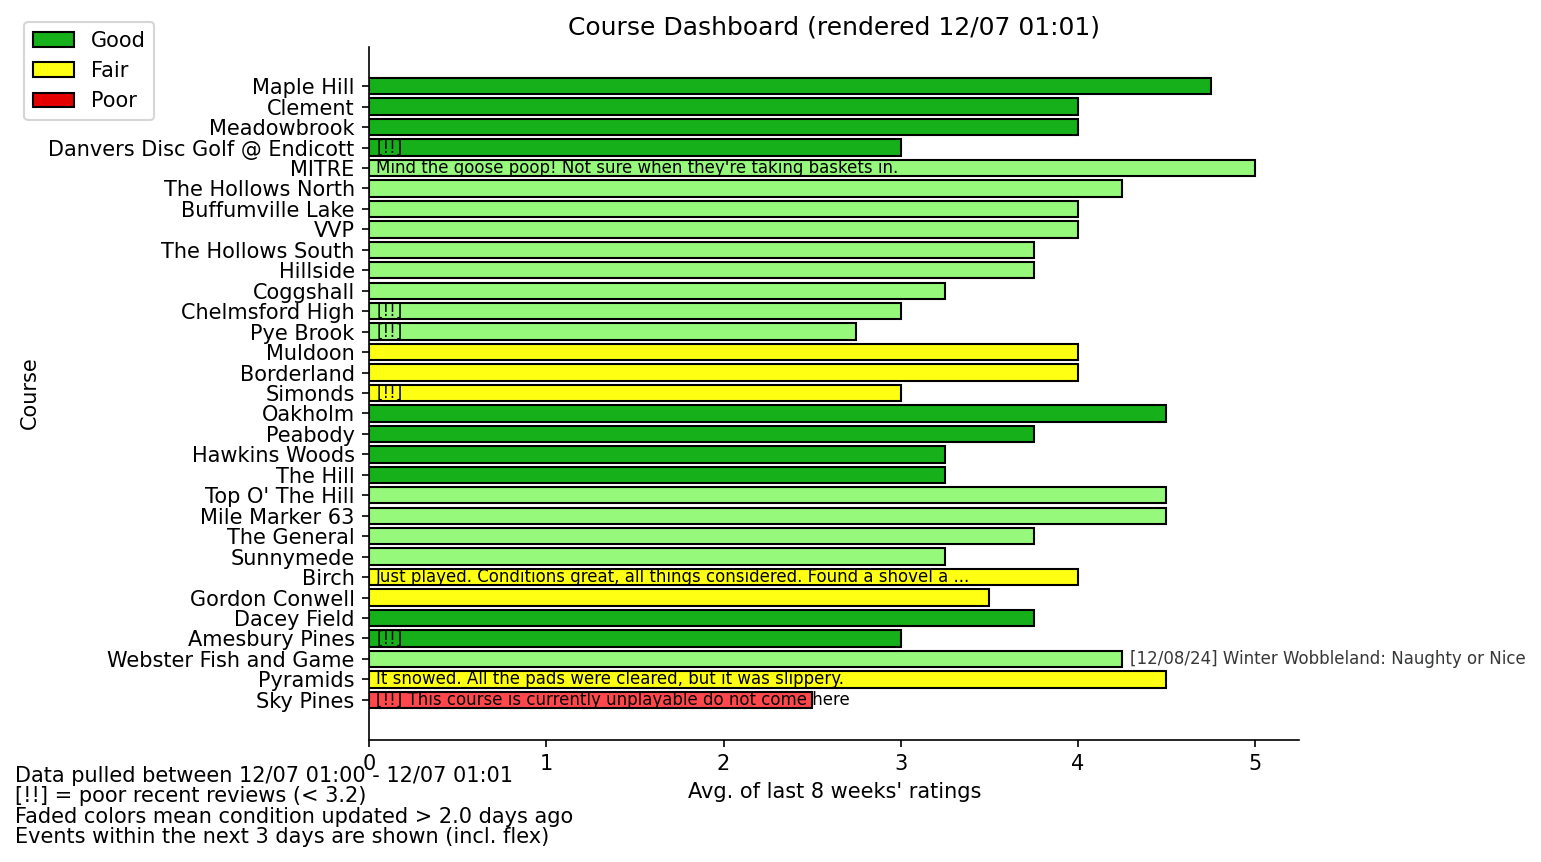 Course Dashboard (rendered 12/07 01:01)
Good
Fair
Poor
Course
Maple Hill
Clement
Meadowbrook
Danvers Disc Golf @ Endicott [!!]
MITRE Mind the goose poop! Not sure when they're taking baskets in.
The Hollows North
Buffumville Lake
VVP
The Hollows South
Hillside
Coggshall
Chelmsford High [!!]
Pye Brook [!!]
Muldoon
Borderland
Simonds [!!]
Oakholm
Peabody
Hawkins Woods
The Hill
Top O' The Hill
Mile Marker 63
The General
Sunnymede
Birch Just played. Conditions great, all things considered. Found a shovel a ...
Gordon Conwell
Dacey Field
Amesbury Pines [!!]
Webster Fish and Game [12/08/24] Winter Wobbleland: Naughty or Nice
Pyramids It snowed. All the pads were cleared, but it was slippery.
Sky Pines [!!] This course is currently unplayable do not come here
0 1 2 3 4 5
Avg. of last 8 weeks' ratings
Data pulled between 12/07 01:00 - 12/07 01:01
[!!] = poor recent reviews (< 3.2)
Faded colors mean condition updated > 2.0 days ago
Events within the next 3 days are shown (incl. flex)